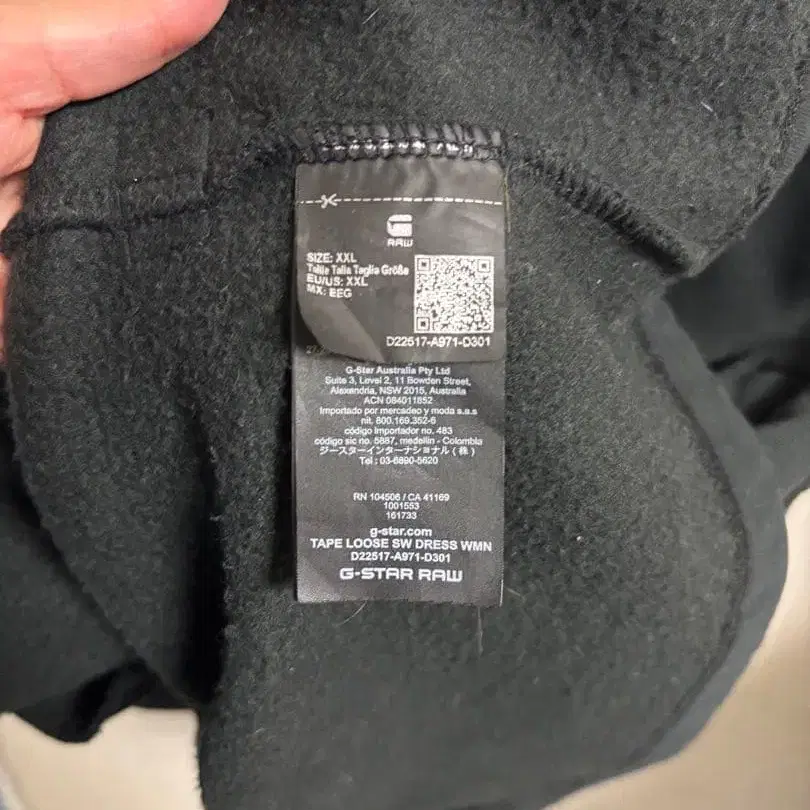 RAW
SIZE: XXL
Taille Talla Taglia Größe
EU/US: XXL
MX: EEG
D22517-A971-D301
G-Star Australia Pty Ltd
Suite 3, Level 2, 11 Bowden Street,
Alexandria, NSW 2015, Australia
ACN 084011852
Importado por mercadeo y moda s.a.s
nit. 800.169.352-6
código importador no. 483
código sic no. 5887, medellin - Colombia
ジースターインターナショナル(株)
Tel : 03-6890-5620
RN 104506 / CA 41169
1001553
161733
g-star.com
TAPE LOOSE SW DRESS WMN
D22517-A971-D301
G-STAR RAW